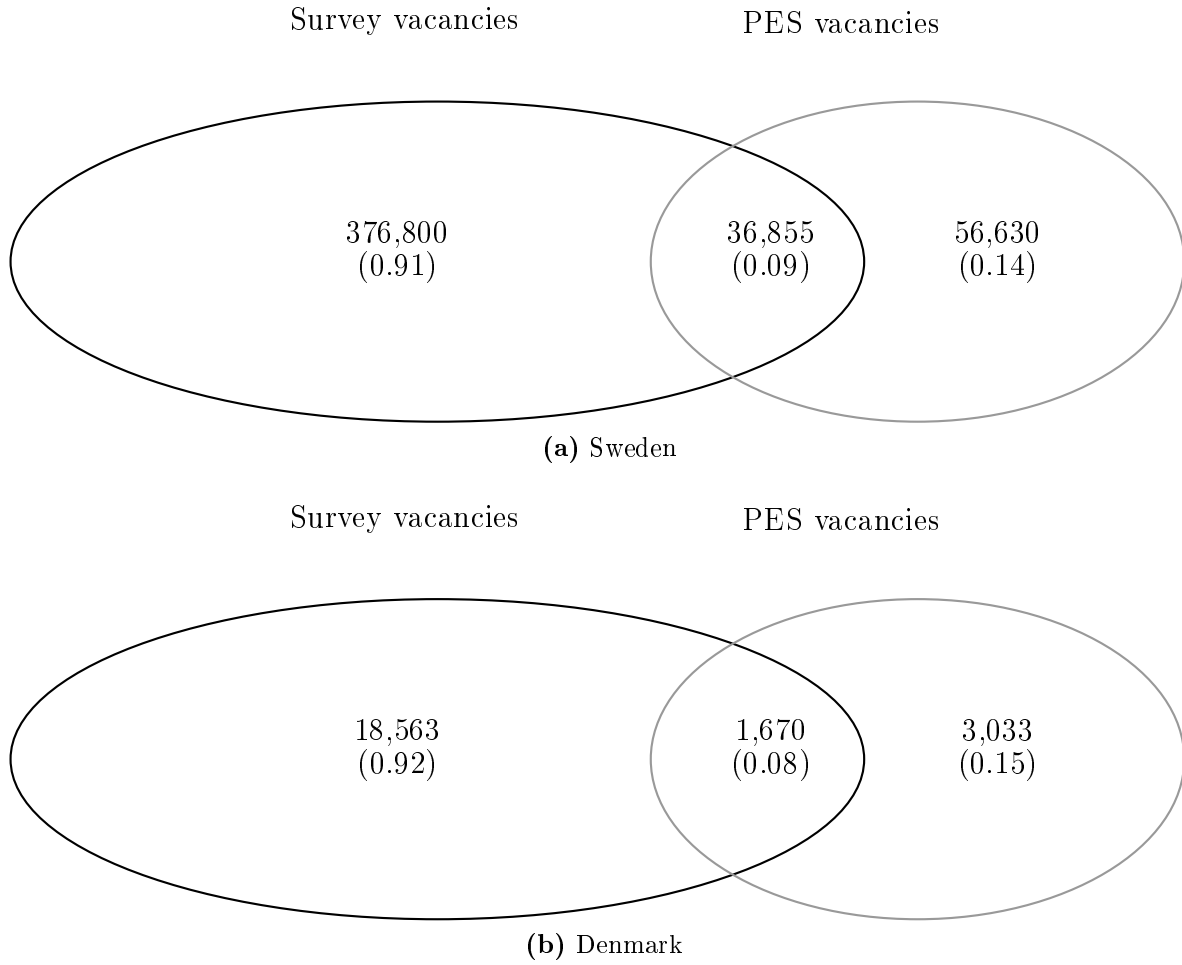 Survey vacancies PES vacancies
376,800 36,855 56,630
(0.91) (0.09) (0.14)
(a) Sweden
Survey vacancies PES vacancies
18,563 1,670 3,033
(0.92) (0.08) (0.15)
(b) Denmark